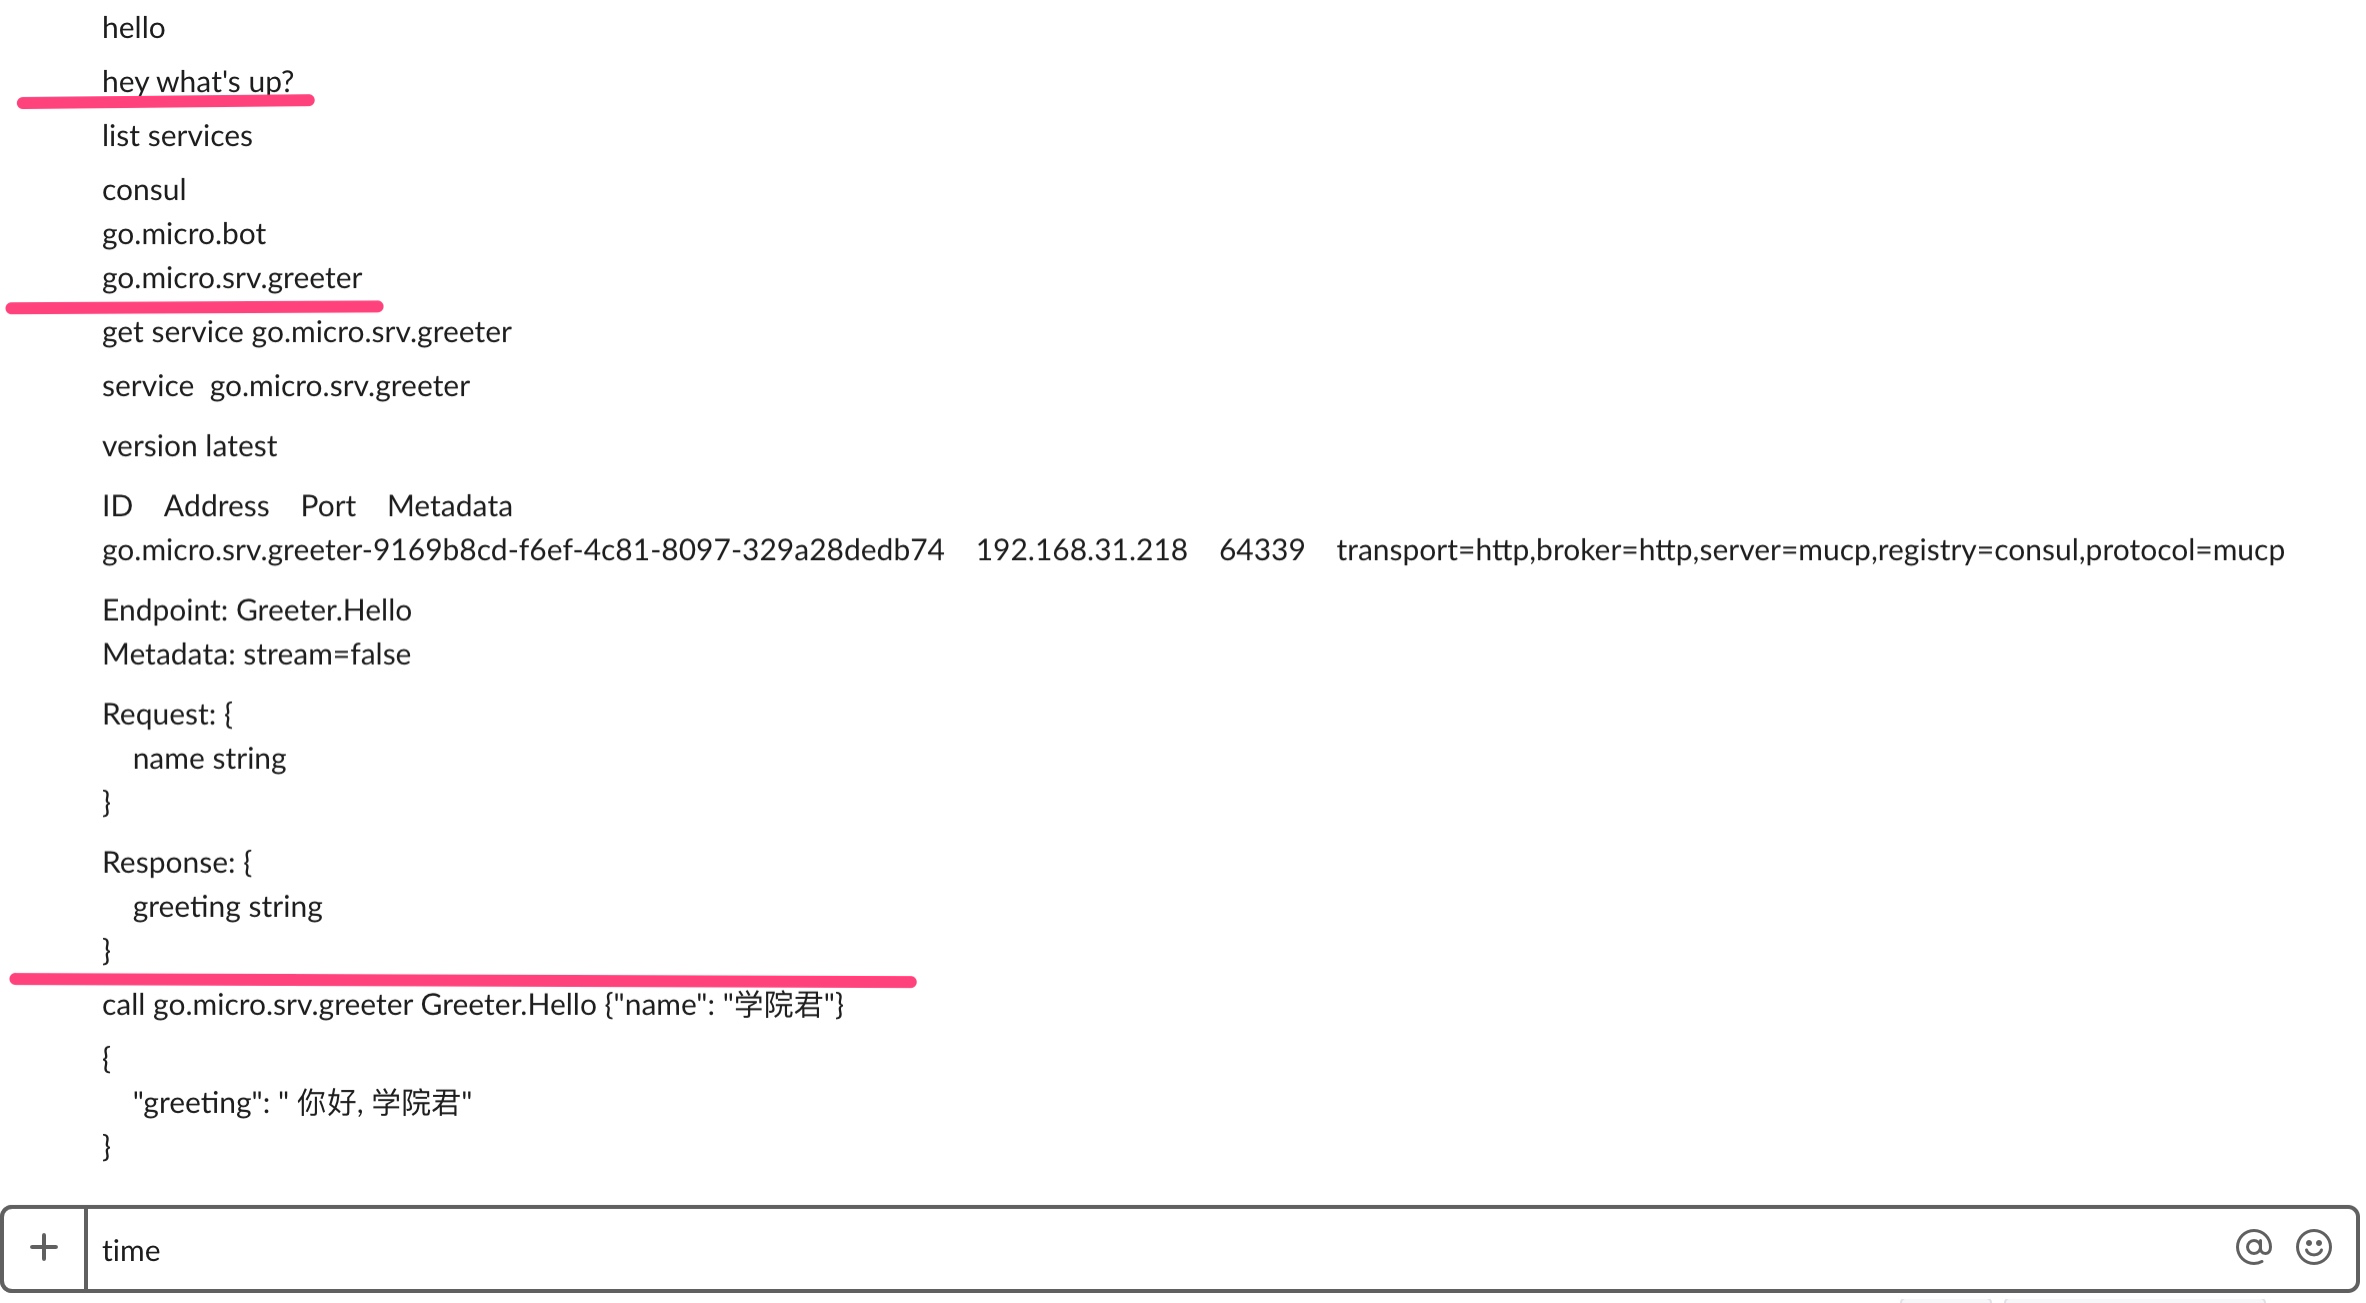 hello
hey what's up?
list services
consul
go.micro.bot
go.micro.srv.greeter
get service go.micro.srv.greeter
service  go.micro.srv.greeter
version latest
ID    Address    Port    Metadata
go.micro.srv.greeter-9169b8cd-f6ef-4c81-8097-329a28dedb74    192.168.31.218    64339    transport=http,broker=http,server=mucp,registry=consul,protocol=mucp
Endpoint: Greeter.Hello
Metadata: stream=false
Request: {
    name string
}
Response: {
    greeting string
}
call go.micro.srv.greeter Greeter.Hello {"name": "学院君"}
{
    "greeting": " 你好, 学院君"
}
time